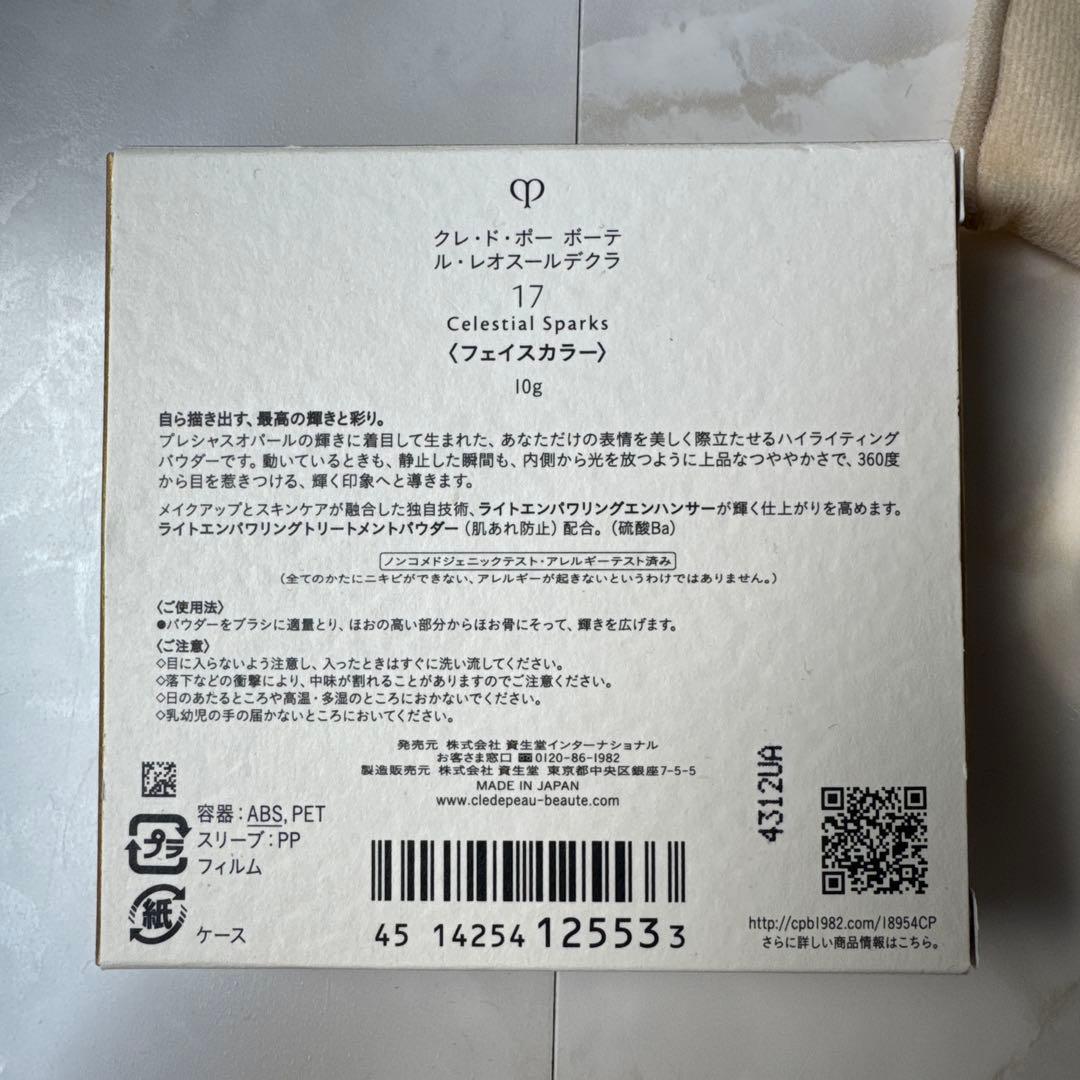 クレ・ド・ポー ボーテ
ル・レオスールデクラ
17
Celestial Sparks
〈フェイスカラー〉
10g
自ら描き出す、最高の輝きと彩り。
プレシャスオパールの輝きに着目して生まれた、あなただけの表情を美しく際立たせるハイライティング
パウダーです。動いているときも、静止した瞬間も、内側から光を放つように上品なつややかさで、360度
から目を惹きつける、輝く印象へと導きます。
メイクアップとスキンケアが融合した独自技術、ライトエンパワリングエンハンサーが輝く仕上がりを高めます。
ライトエンパワリングトリートメントパウダー（肌あれ防止）配合。（硫酸Ba）
ノンコメドジェニックテスト・アレルギーテスト済み
（全てのかたにニキビができない、アレルギーが起きないというわけではありません。）
〈ご使用法〉
●パウダーをブラシに適量とり、ほおの高い部分からほお骨にそって、輝きを広げます。
〈ご注意〉
◇目に入らないよう注意し、入ったときはすぐに洗い流してください。
◇落下などの衝撃により、中味が割れることがありますのでご注意ください。
◇日のあたるところや高温・多湿のところにおかないでください。
◇乳幼児の手の届かないところにおいてください。
発売元 株式会社 資生堂インターナショナル
お客さま窓口 0120-86-1982
製造販売元 株式会社 資生堂 東京都中央区銀座7-5-5
MADE IN JAPAN
www.cledepeau-beaute.com
4312UA
プラ
容器：ABS, PET
スリーブ：PP
フィルム
紙
ケース
45 14254 12553 3
http://cpb1982.com/18954CP
さらに詳しい商品情報はこちら。